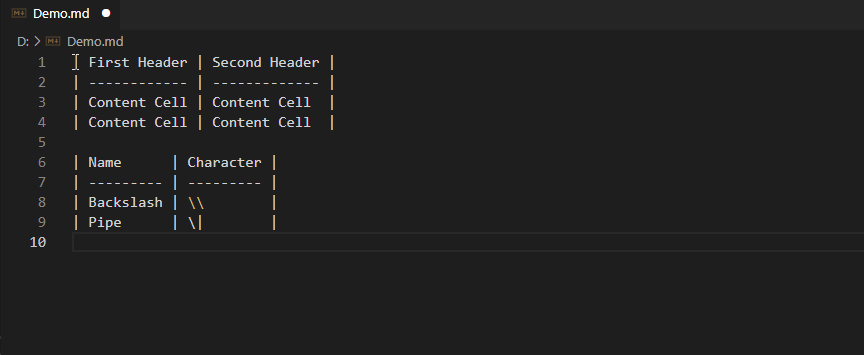 Demo.md
D: > Demo.md
1 | First Header | Second Header |
2 | ------------ | ------------- |
3 | Content Cell | Content Cell  |
4 | Content Cell | Content Cell  |
5
6 | Name      | Character |
7 | --------- | --------- |
8 | Backslash | \\        |
9 | Pipe      | \|        |
10